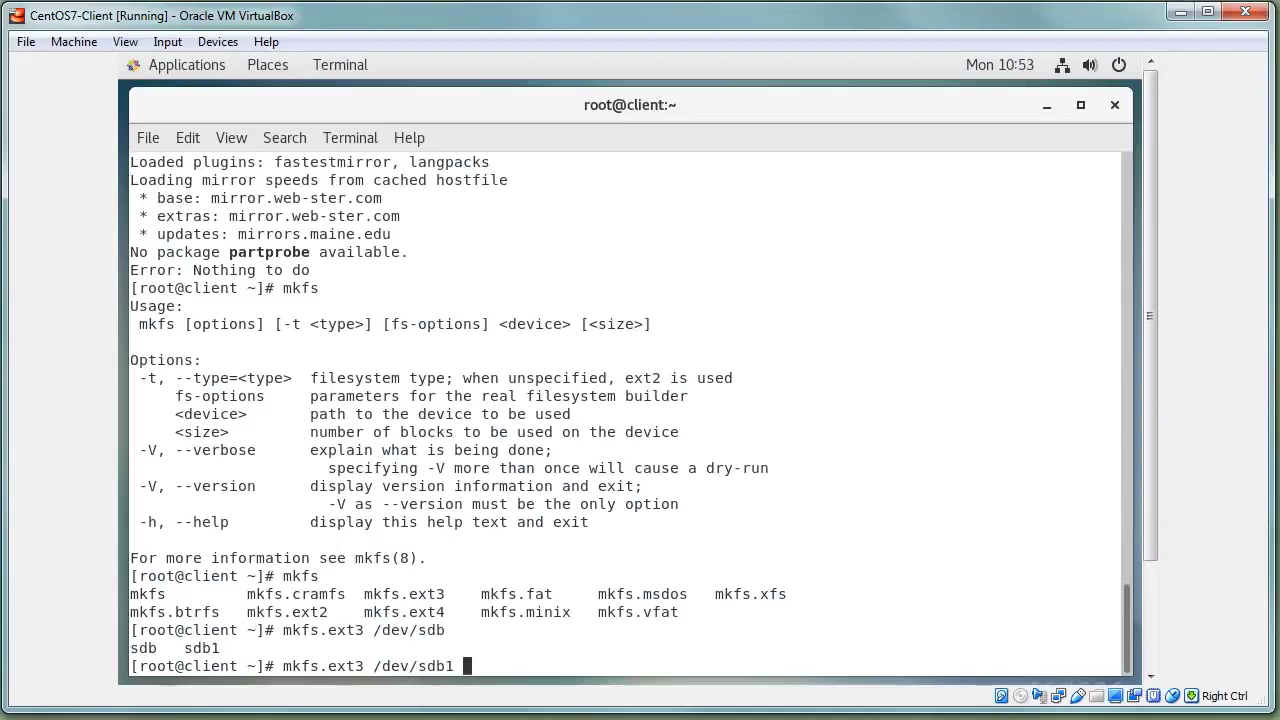 CentOS7-Client [Running] - Oracle VM VirtualBox
File Machine View Input Devices Help
Applications Places Terminal Mon 10:53
root@client:~
File Edit View Search Terminal Help
Loaded plugins: fastestmirror, langpacks
Loading mirror speeds from cached hostfile
* base: mirror.web-ster.com
* extras: mirror.web-ster.com
* updates: mirrors.maine.edu
No package partprobe available.
Error: Nothing to do
[root@client ~]# mkfs
Usage:
mkfs [options] [-t <type>] [fs-options] <device> [<size>]
Options:
-t, --type=<type> filesystem type; when unspecified, ext2 is used
fs-options parameters for the real filesystem builder
<device> path to the device to be used
<size> number of blocks to be used on the device
-V, --verbose explain what is being done;
specifying -V more than once will cause a dry-run
-V, --version display version information and exit;
-V as --version must be the only option
-h, --help display this help text and exit
For more information see mkfs(8).
[root@client ~]# mkfs
mkfs mkfs.cramfs mkfs.ext3 mkfs.fat mkfs.msdos mkfs.xfs
mkfs.btrfs mkfs.ext2 mkfs.ext4 mkfs.minix mkfs.vfat
[root@client ~]# mkfs.ext3 /dev/sdb
sdb sdb1
[root@client ~]# mkfs.ext3 /dev/sdb1
Right Ctrl